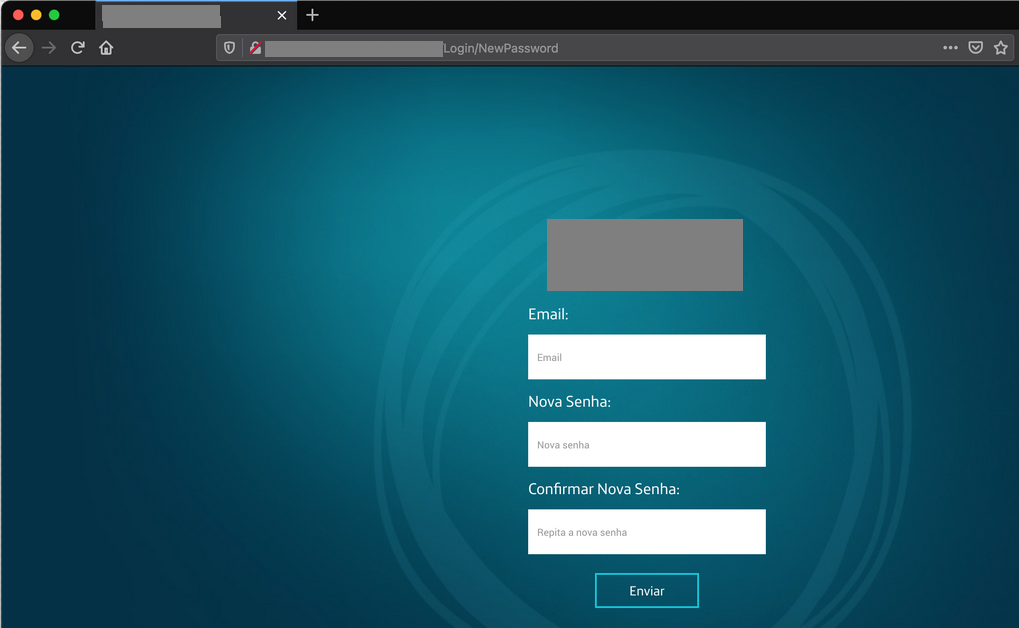 Login/NewPassword
Email:
Email
Nova Senha:
Nova senha
Confirmar Nova Senha:
Repita a nova senha
Enviar